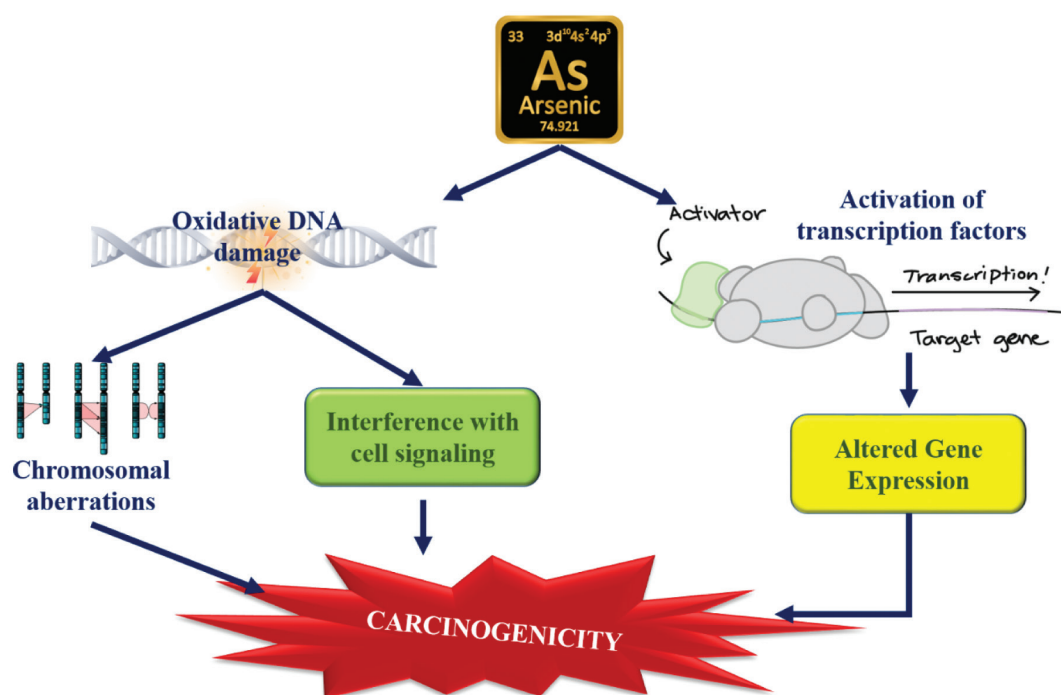 33 3d¹⁰4s²4p³
As
Arsenic
74.921
Oxidative DNA
damage
Activator
Activation of
transcription factors
Transcription!
Target gene
Chromosomal
aberrations
Interference with
cell signaling
Altered Gene
Expression
CARCINOGENICITY